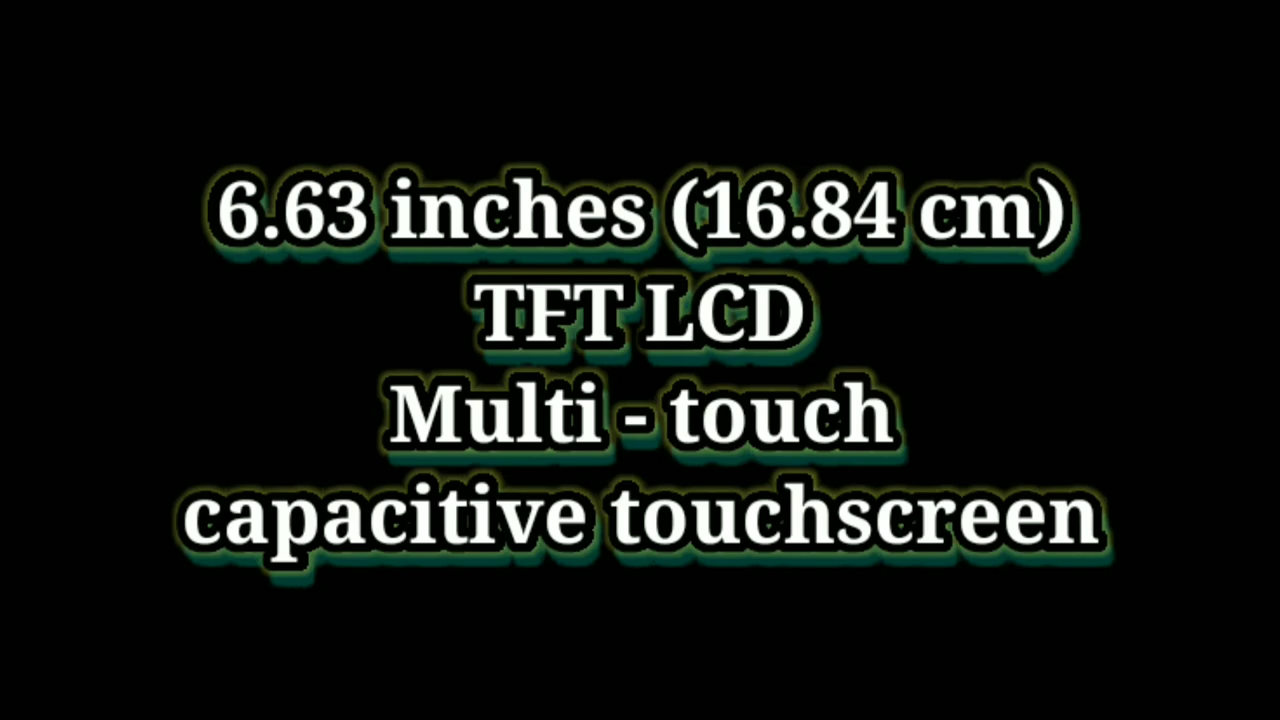 6.63 inches (16.84 cm)
TFT LCD
Multi - touch
capacitive touchscreen